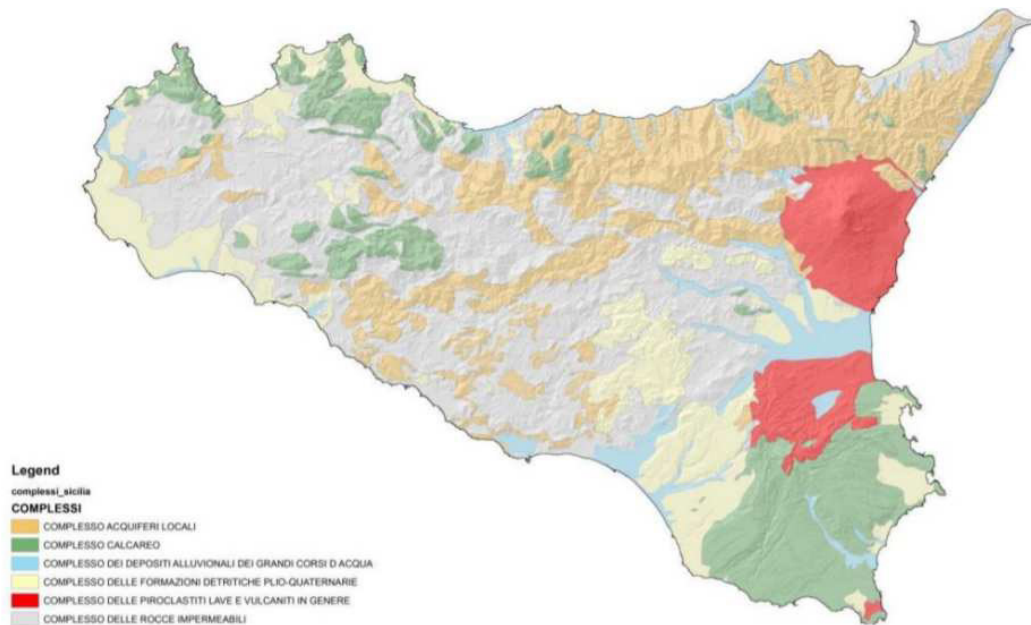 Legend
complessi_sicilia
COMPLESSI
COMPLESSO ACQUIFERI LOCALI
COMPLESSO CALCAREO
COMPLESSO DEI DEPOSITI ALLUVIONALI DEI GRANDI CORSI D ACQUA
COMPLESSO DELLE FORMAZIONI DETRITICHE PLIO-QUATERNARIE
COMPLESSO DELLE PIROCLASTITI LAVE E VULCANITI IN GENERE
COMPLESSO DELLE ROCCE IMPERMEABILI